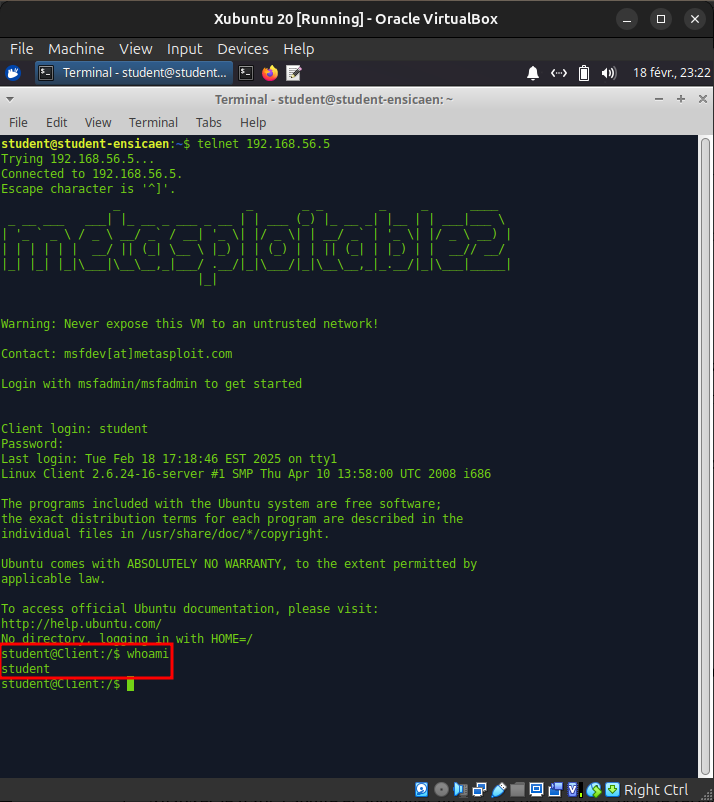 Xubuntu 20 [Running] - Oracle VirtualBox
File Machine View Input Devices Help
Terminal - student@student... 18 févr, 23:22
Terminal - student@student-ensicaen: ~
File Edit View Terminal Tabs Help
student@student-ensicaen:~$ telnet 192.168.56.5
Trying 192.168.56.5...
Connected to 192.168.56.5.
Escape character is '^]'.
metasploitable2
Warning: Never expose this VM to an untrusted network!
Contact: msfdev[at]metasploit.com
Login with msfadmin/msfadmin to get started
Client login: student
Password:
Last login: Tue Feb 18 17:18:46 EST 2025 on tty1
Linux Client 2.6.24-16-server #1 SMP Thu Apr 10 13:58:00 UTC 2008 i686
The programs included with the Ubuntu system are free software;
the exact distribution terms for each program are described in the
individual files in /usr/share/doc/*/copyright.
Ubuntu comes with ABSOLUTELY NO WARRANTY, to the extent permitted by
applicable law.
To access official Ubuntu documentation, please visit:
http://help.ubuntu.com/
No directory, logging in with HOME=/
student@Client:/$ whoami
student
student@Client:/$
Right Ctrl